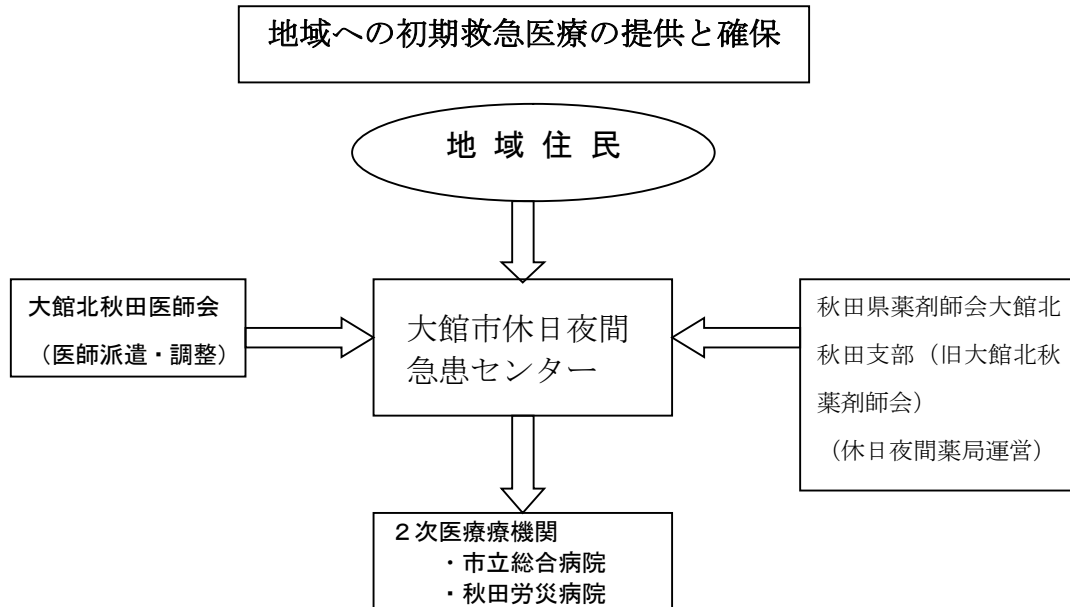 地域への初期救急医療の提供と確保
地 域 住 民
大館北秋田医師会
（医師派遣・調整）
大館市休日夜間
急患センター
秋田県薬剤師会大館北
秋田支部（旧大館北秋
薬剤師会）
（休日夜間薬局運営）
２次医療療機関
・市立総合病院
・秋田労災病院